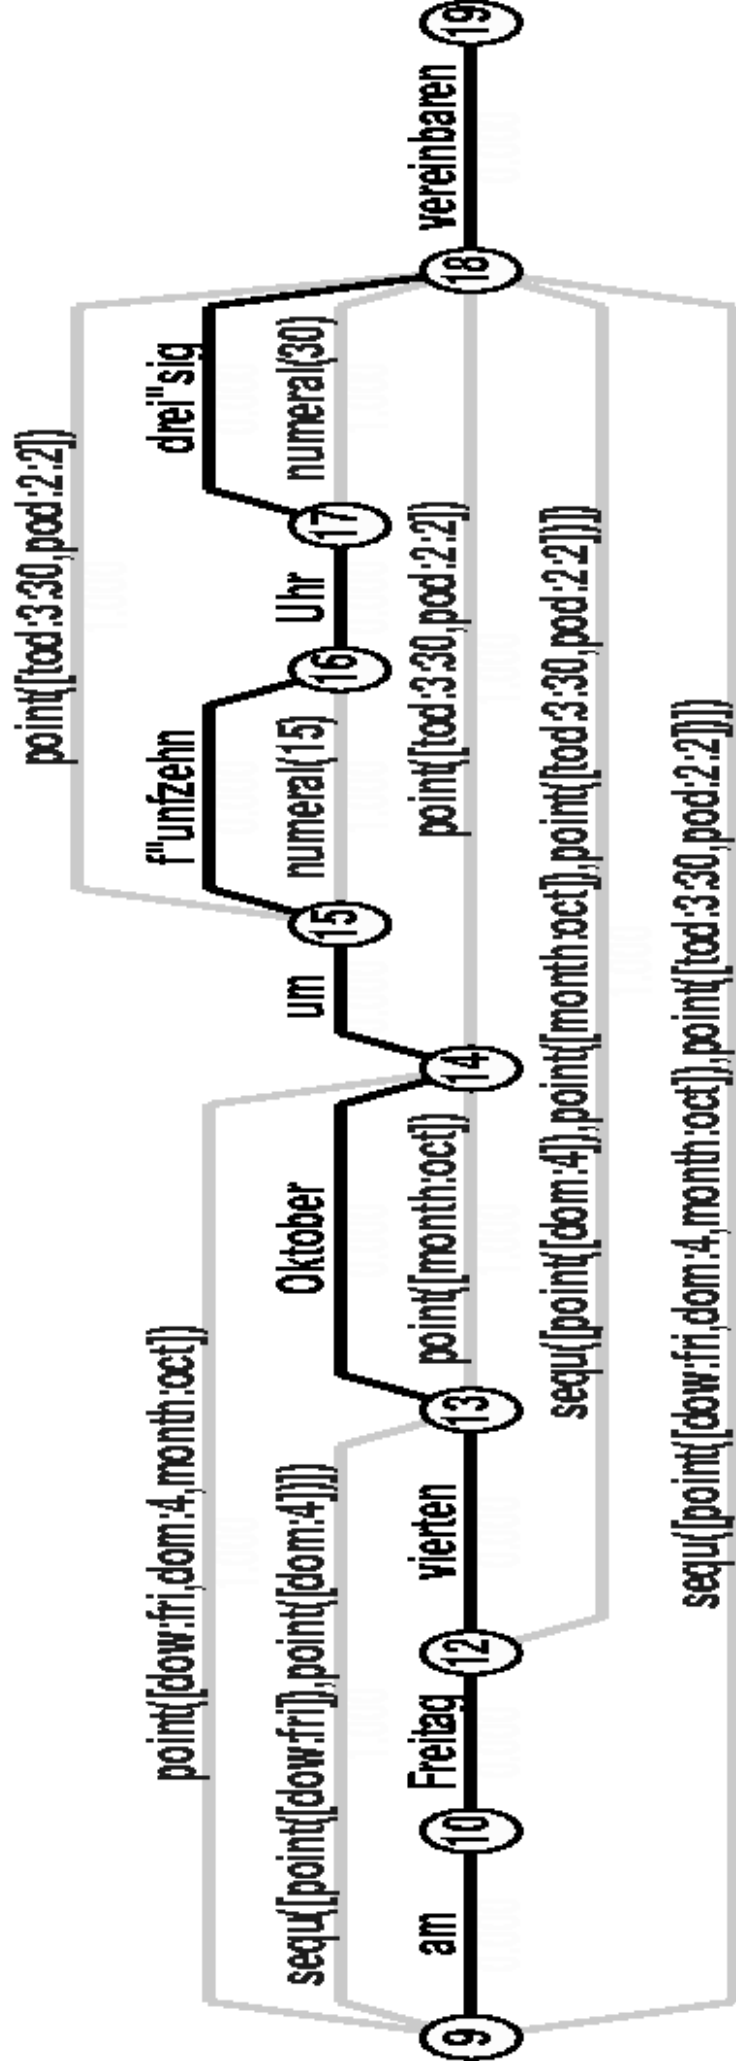 point([tod:3:30,pod:2:2])
point([dow:fri,dom:4,month:oct])
f"unfzehn
drei"sig
sequ([point([dow:fri]),point([dom:4])])
Oktober
um
numeral(15)
Uhr
numeral(30)
9
am
10
Freitag
12
vierten
13
point([month:oct])
14
15
16
17
point([tod:3:30,pod:2:2])
18
vereinbaren
19
sequ([point([dom:4]),point([month:oct]),point([tod:3:30,pod:2:2])])
sequ([point([dow:fri,dom:4,month:oct]),point([tod:3:30,pod:2:2])])